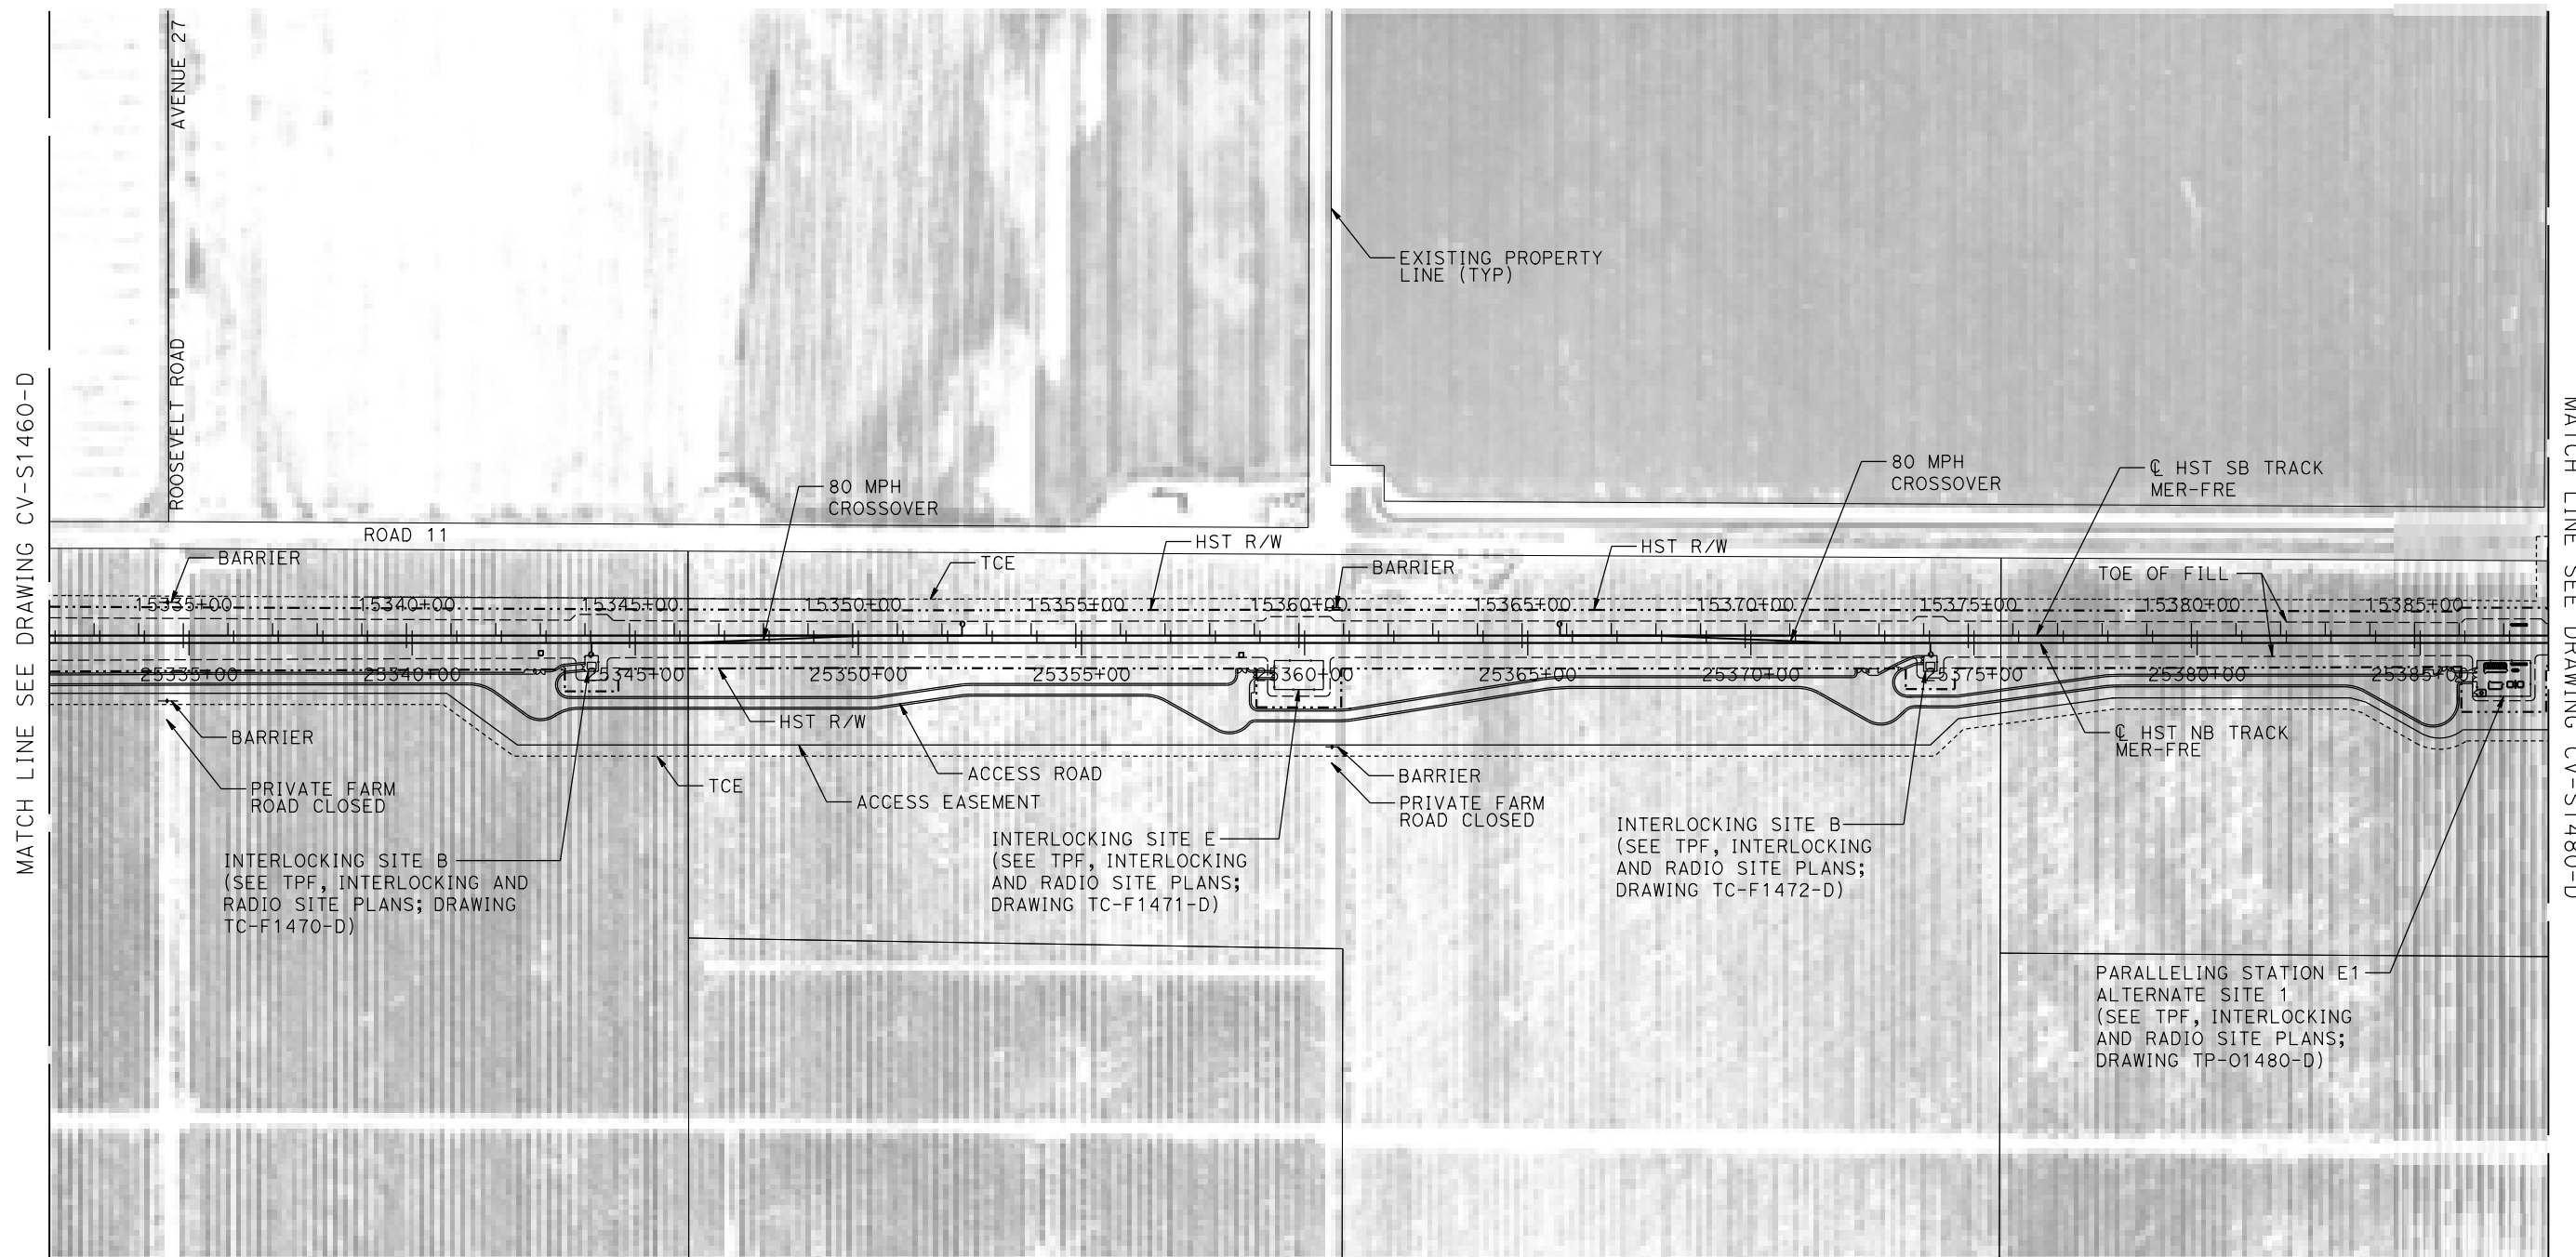 AVENUE 27
ROOSEVELT ROAD
MATCH LINE SEE DRAWING CV-S1460-D
EXISTING PROPERTY
LINE (TYP)
80 MPH
CROSSOVER
80 MPH
CROSSOVER
℄ HST SB TRACK
MER-FRE
MATCH LINE SEE DRAWING CV-S1480-D
ROAD 11
BARRIER
TCE
HST R/W
BARRIER
HST R/W
TOE OF FILL
15335+00
15340+00
15345+00
15350+00
15355+00
15360+00
15365+00
15370+00
15375+00
15380+00
15385+00
25335+00
25340+00
25345+00
25350+00
25355+00
25360+00
25365+00
25370+00
25375+00
25380+00
25385+00
BARRIER
PRIVATE FARM
ROAD CLOSED
HST R/W
TCE
ACCESS ROAD
ACCESS EASEMENT
BARRIER
PRIVATE FARM
ROAD CLOSED
℄ HST NB TRACK
MER-FRE
INTERLOCKING SITE B
(SEE TPF, INTERLOCKING AND
RADIO SITE PLANS; DRAWING
TC-F1470-D)
INTERLOCKING SITE E
(SEE TPF, INTERLOCKING
AND RADIO SITE PLANS;
DRAWING TC-F1471-D)
INTERLOCKING SITE B
(SEE TPF, INTERLOCKING
AND RADIO SITE PLANS;
DRAWING TC-F1472-D)
PARALLELING STATION E1
ALTERNATE SITE 1
(SEE TPF, INTERLOCKING
AND RADIO SITE PLANS;
DRAWING TP-O1480-D)